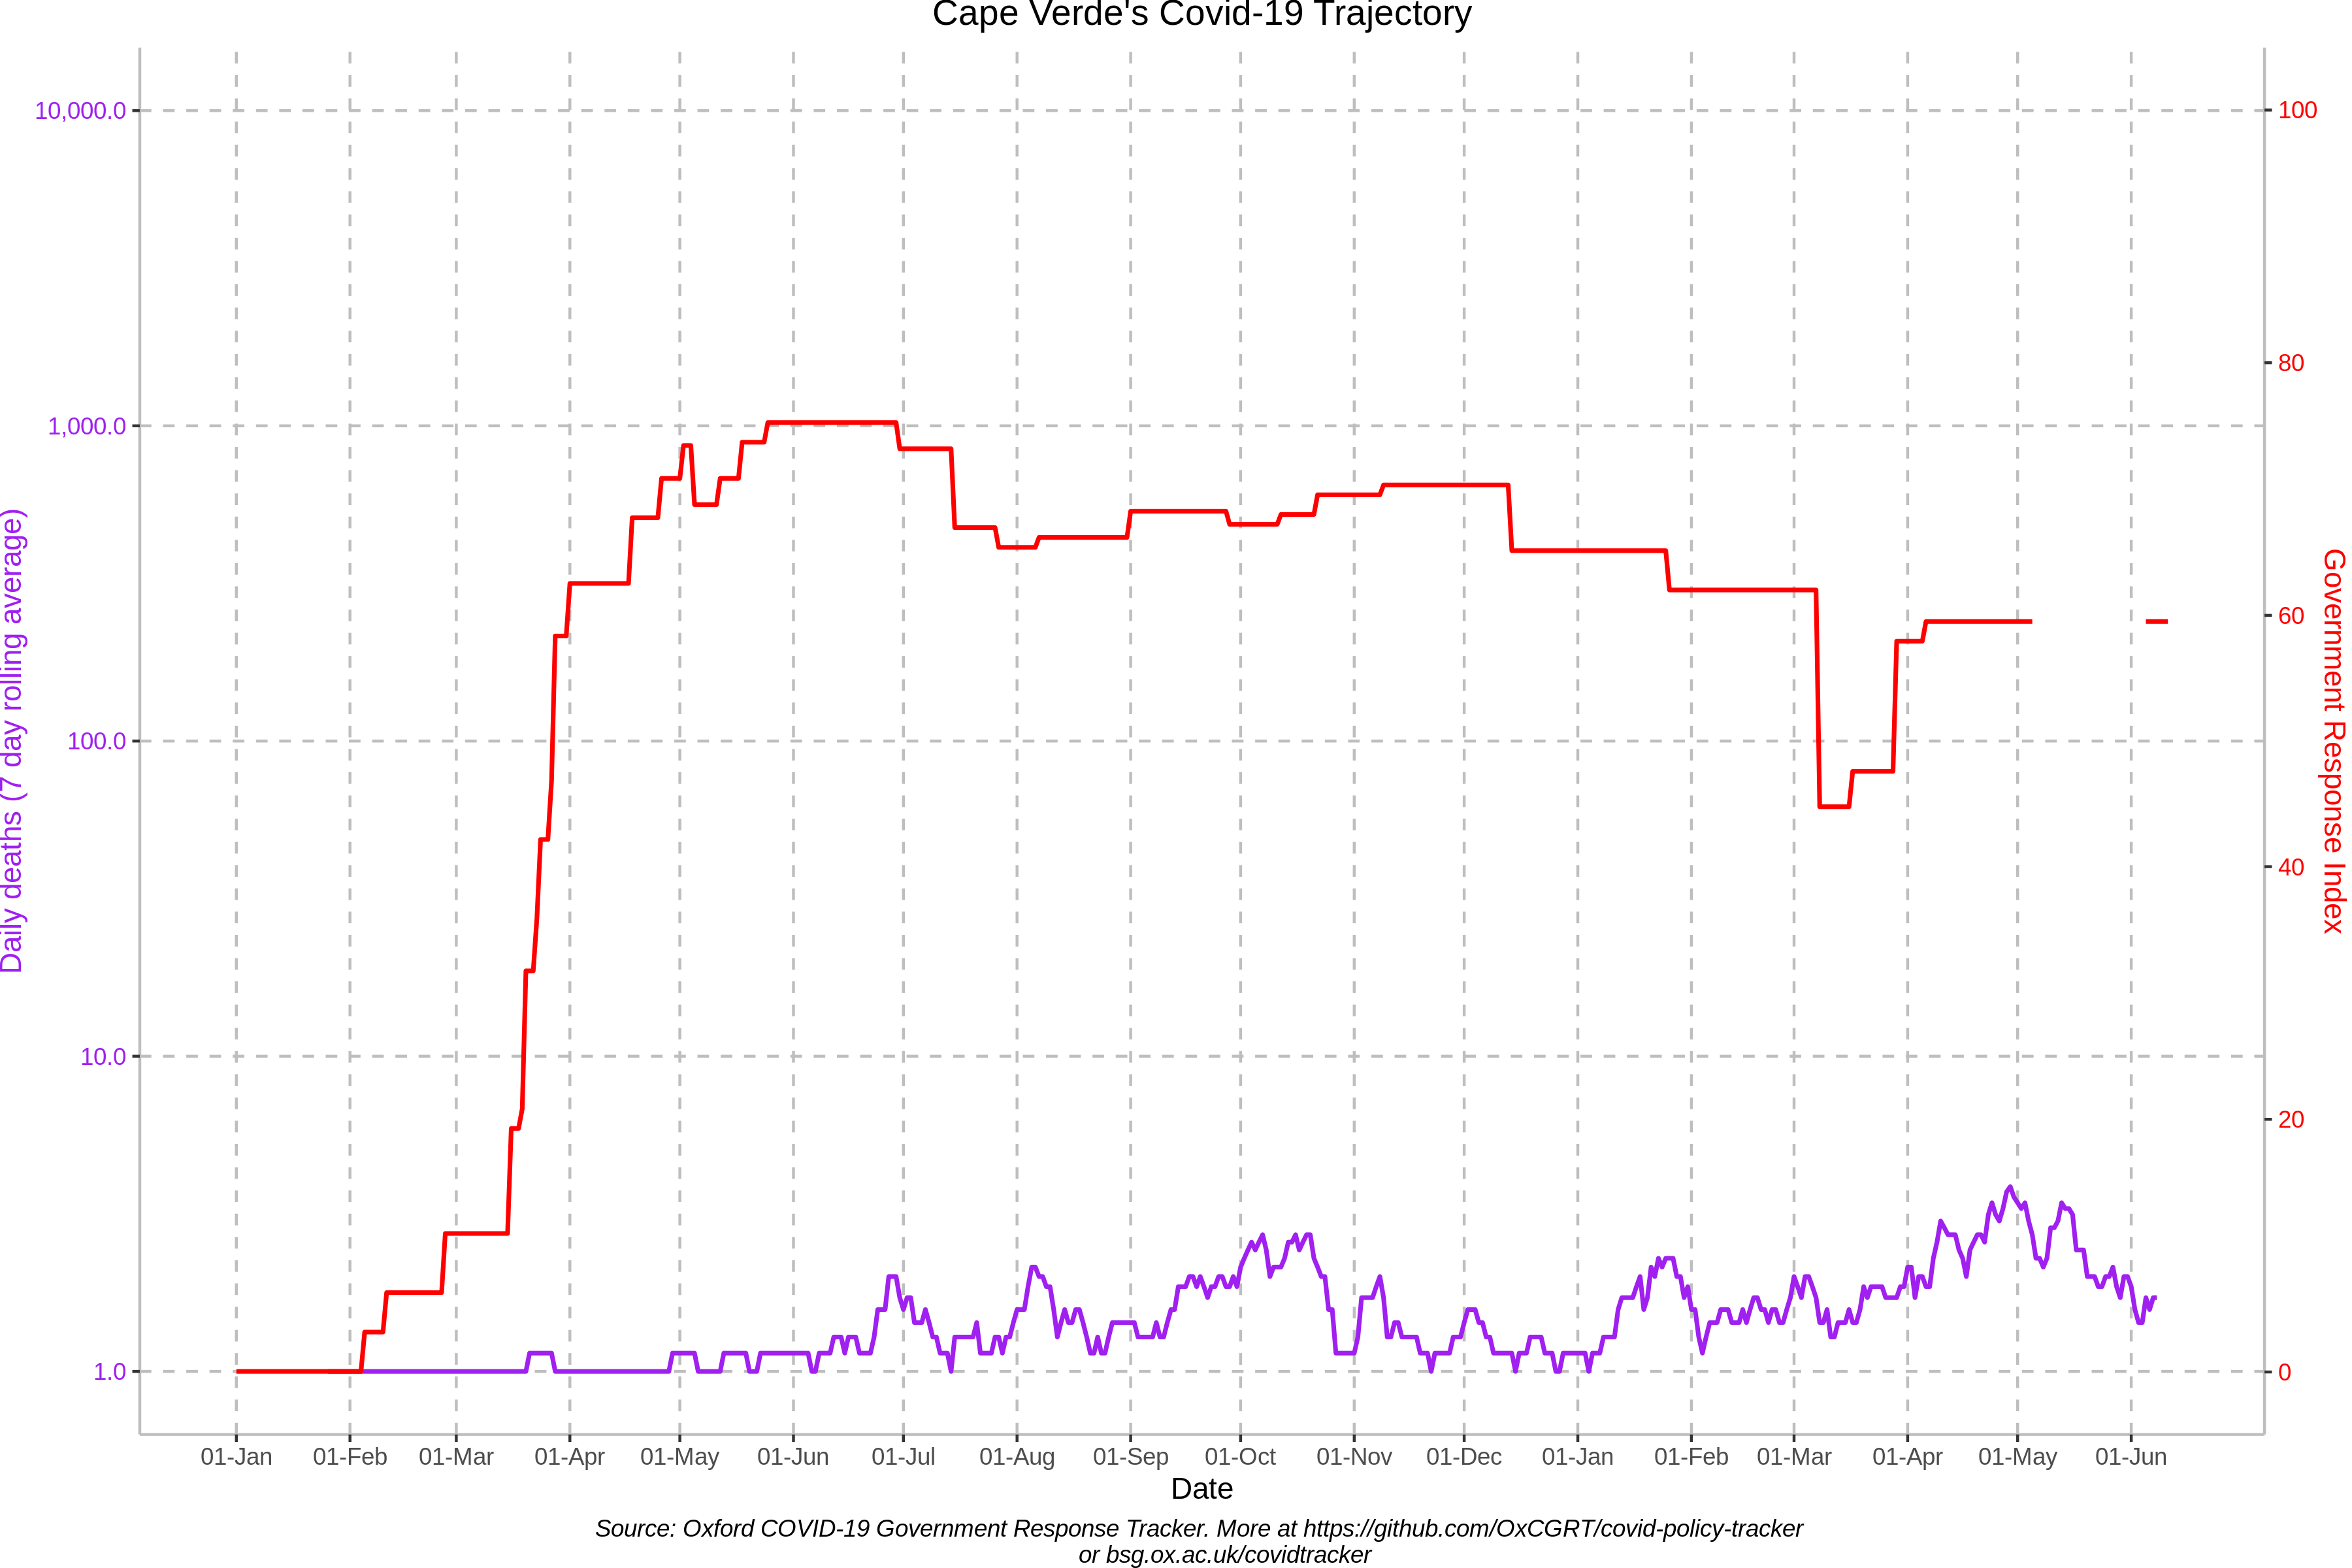 Cape Verde's Covid-19 Trajectory
10,000.0
1,000.0
100.0
10.0
1.0
Daily deaths (7 day rolling average)
100
80
60
40
20
0
Government Response Index
01-Jan 01-Feb 01-Mar 01-Apr 01-May 01-Jun 01-Jul 01-Aug 01-Sep 01-Oct 01-Nov 01-Dec 01-Jan 01-Feb 01-Mar 01-Apr 01-May 01-Jun
Date
Source: Oxford COVID-19 Government Response Tracker. More at https://github.com/OxCGRT/covid-policy-tracker
or bsg.ox.ac.uk/covidtracker